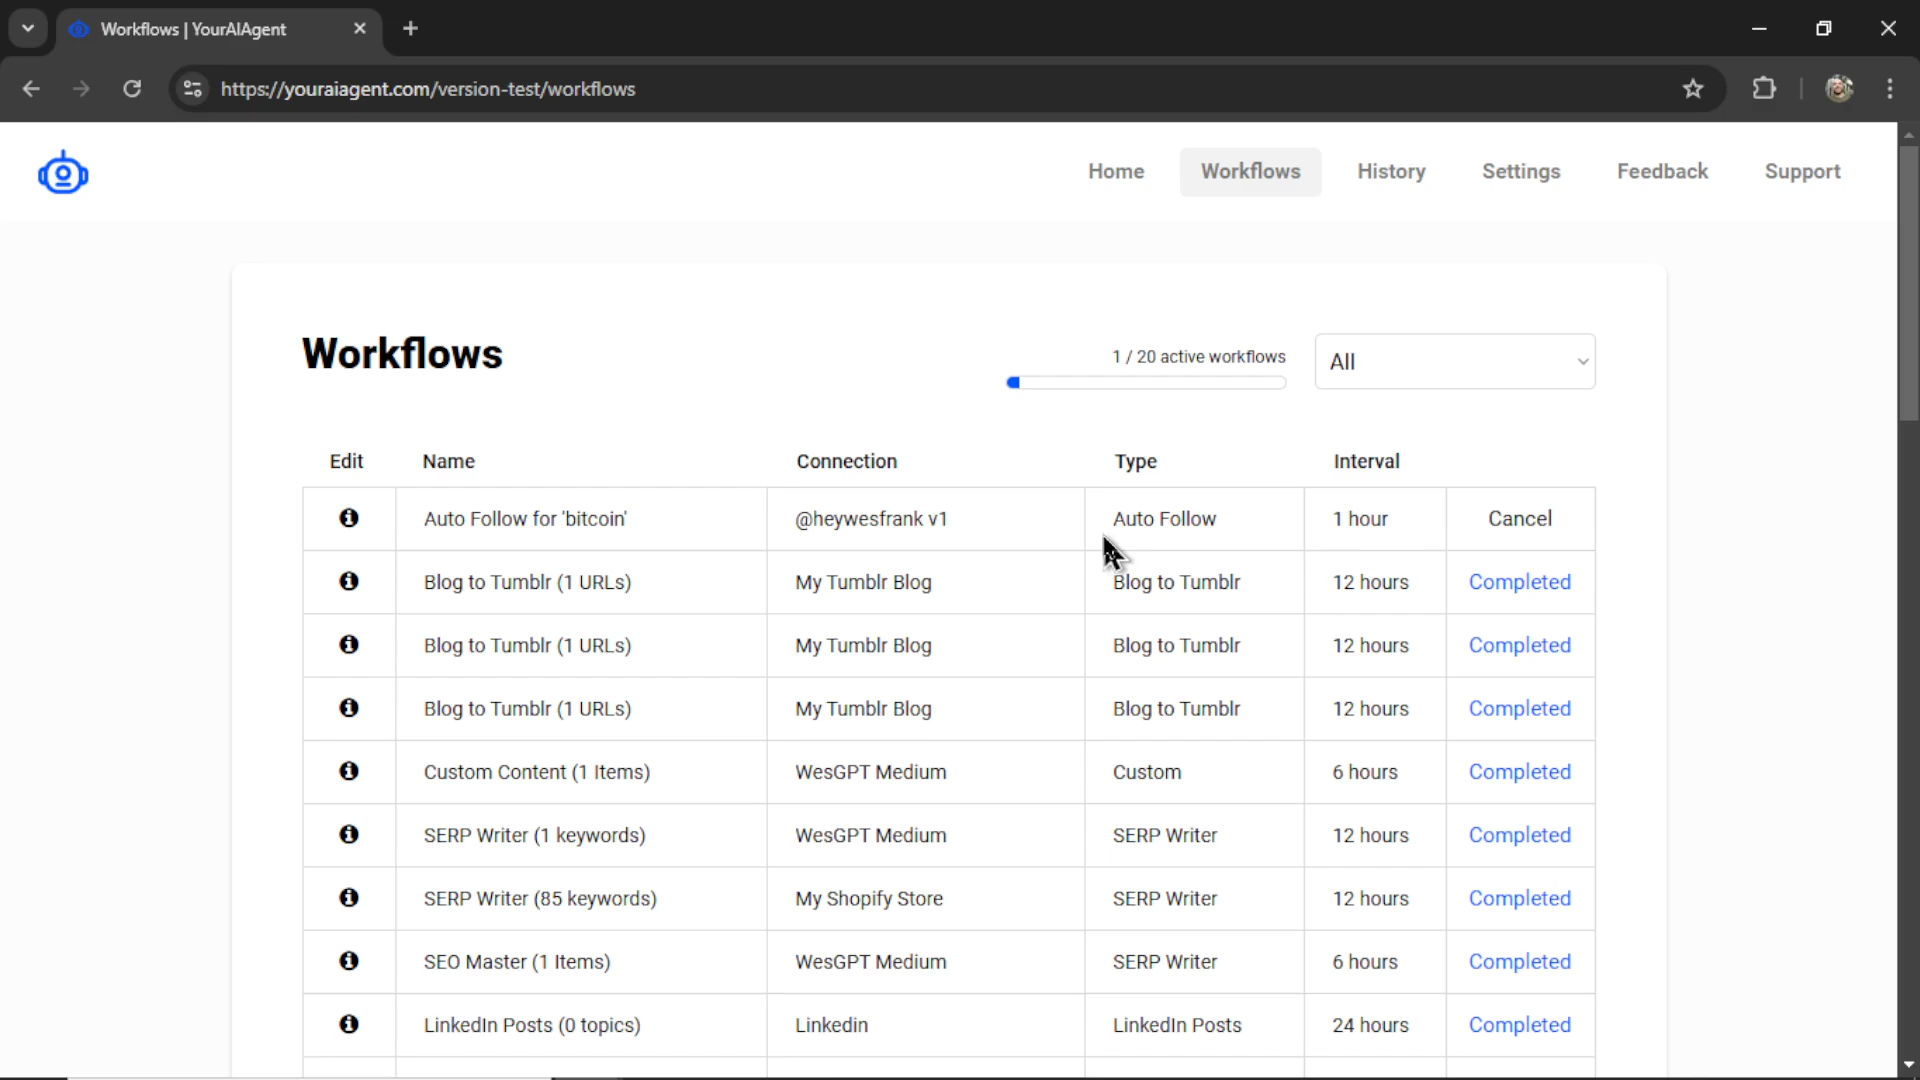 Workflows | YourAIAgent
https://youraiagent.com/version-test/workflows
Home Workflows History Settings Feedback Support
Workflows
1 / 20 active workflows
All
Edit Name Connection Type Interval
Auto Follow for 'bitcoin' @heywesfrank v1 Auto Follow 1 hour Cancel
Blog to Tumblr (1 URLs) My Tumblr Blog Blog to Tumblr 12 hours Completed
Blog to Tumblr (1 URLs) My Tumblr Blog Blog to Tumblr 12 hours Completed
Blog to Tumblr (1 URLs) My Tumblr Blog Blog to Tumblr 12 hours Completed
Custom Content (1 Items) WesGPT Medium Custom 6 hours Completed
SERP Writer (1 keywords) WesGPT Medium SERP Writer 12 hours Completed
SERP Writer (85 keywords) My Shopify Store SERP Writer 12 hours Completed
SEO Master (1 Items) WesGPT Medium SERP Writer 6 hours Completed
LinkedIn Posts (0 topics) Linkedin LinkedIn Posts 24 hours Completed